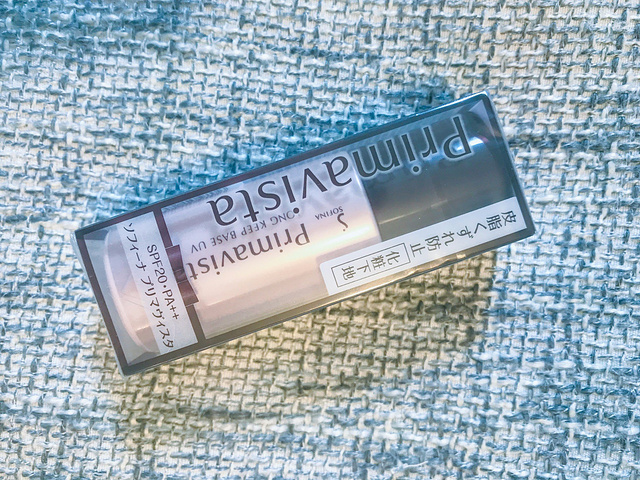 Primavista
SOFINA
Primavista
LONG KEEP BASE UV
皮脂くずれ防止
化粧下地
SPF20・PA++
ソフィーナ プリマヴィスタ